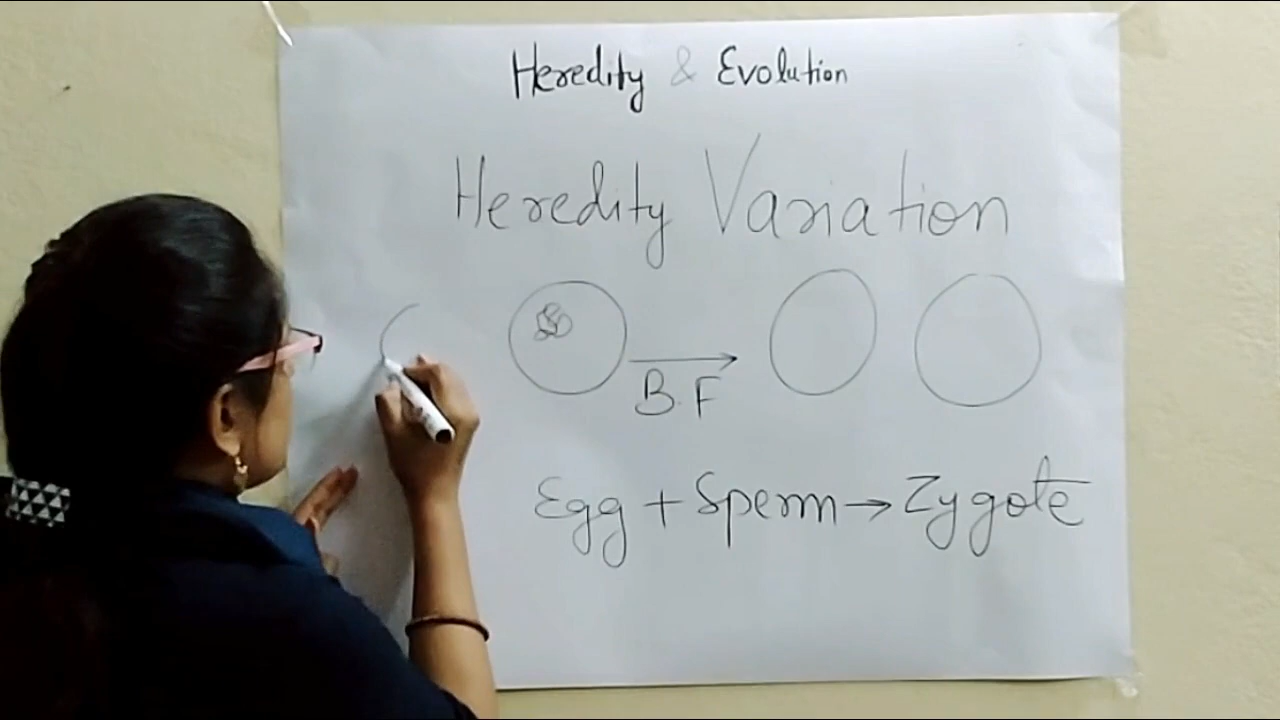 Heredity & Evolution
Heredity Variation
B.F
Egg + Sperm → Zygote